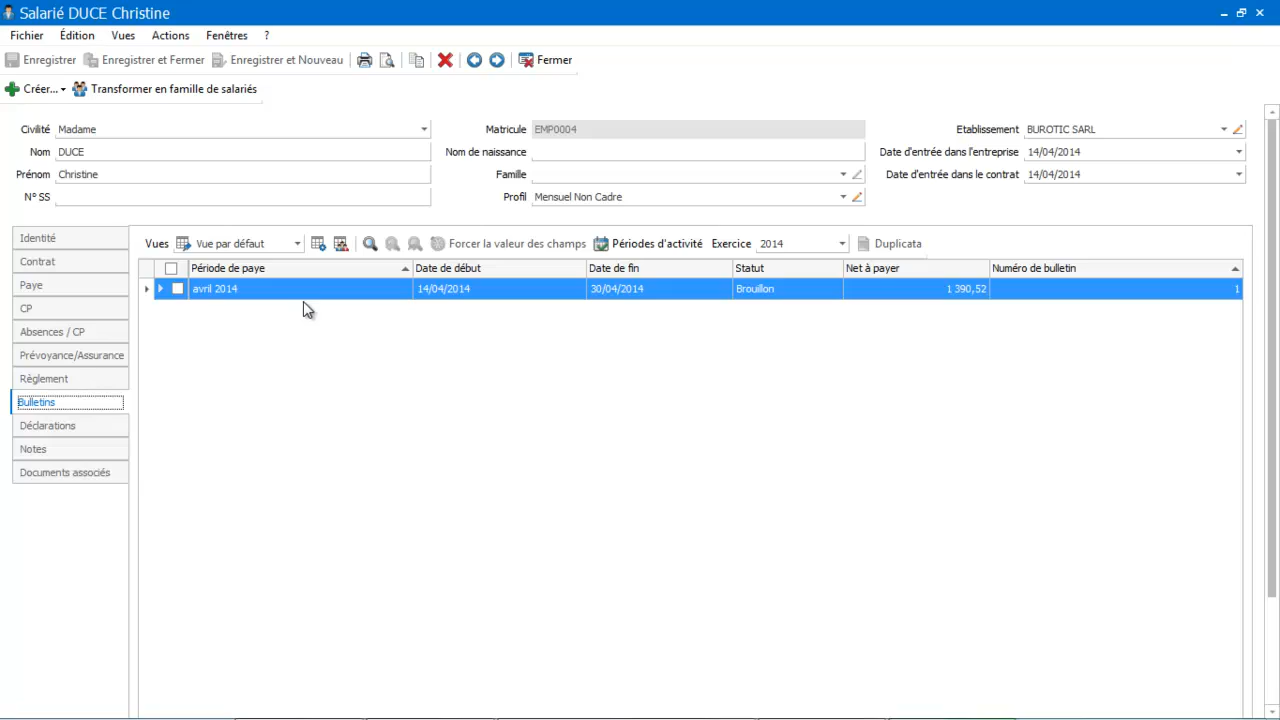 Salarié DUCE Christine
Fichier Édition Vues Actions Fenêtres ?
Enregistrer Enregistrer et Fermer Enregistrer et Nouveau Fermer
Créer... Transformer en famille de salariés
Civilité Madame Matricule EMP0004 Etablissement BUROTIC SARL
Nom DUCE Nom de naissance Date d'entrée dans l'entreprise 14/04/2014
Prénom Christine Famille Date d'entrée dans le contrat 14/04/2014
N° SS Profil Mensuel Non Cadre
Identité
Contrat
Paye
CP
Absences / CP
Prévoyance/Assurance
Règlement
Bulletins
Déclarations
Notes
Documents associés
Vues Vue par défaut Forcer la valeur des champs Périodes d'activité Exercice 2014 Duplicata
Période de paye Date de début Date de fin Statut Net à payer Numéro de bulletin
avril 2014 14/04/2014 30/04/2014 Brouillon 1 390,52 1